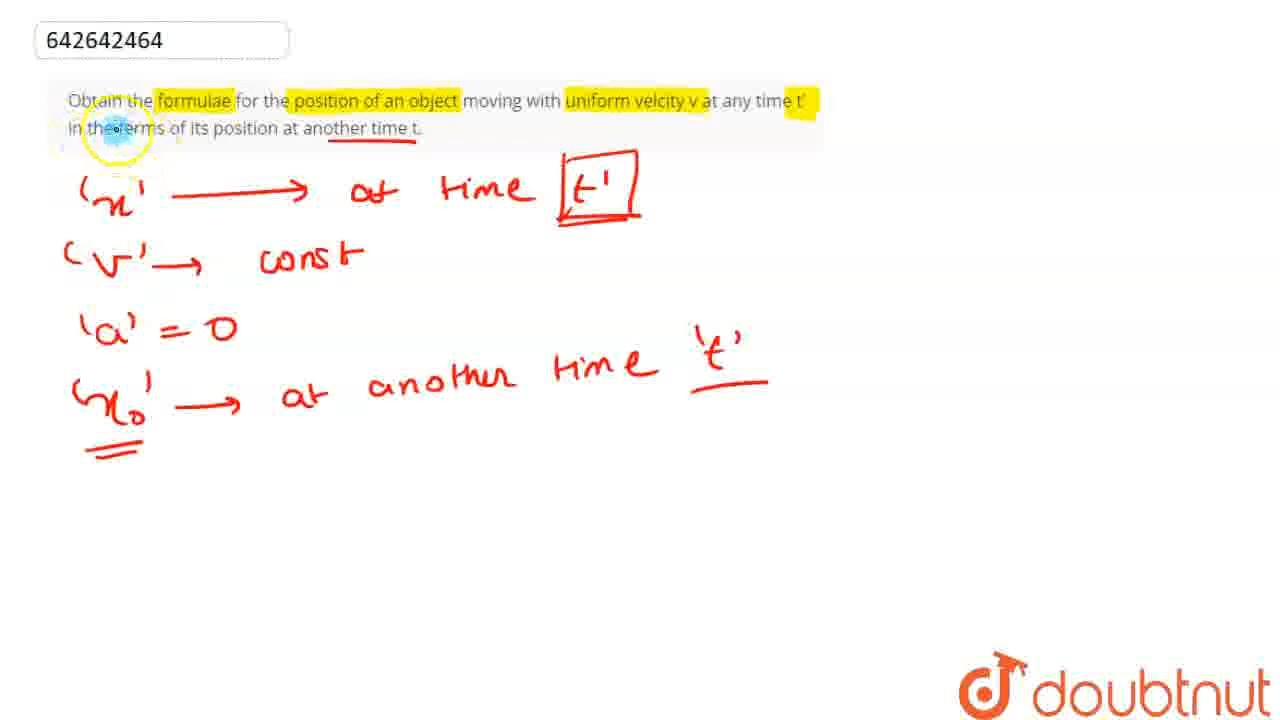 642642464
Obtain the formulae for the position of an object moving with uniform velcity v at any time t'
in the terms of its position at another time t.
'x' → at time t'
'v' → const
'a' = 0
'x₀' → at another time 't'
doubtnut